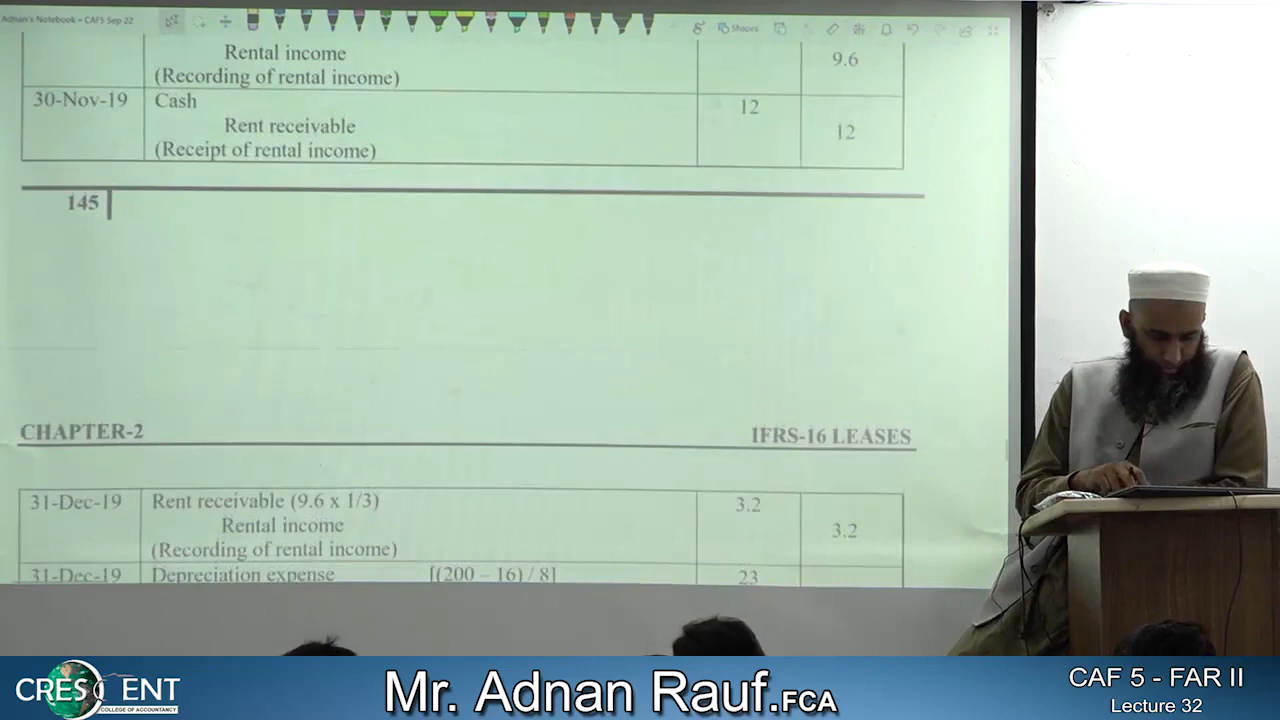 Adnan's Notebook » CAF5 Sep 22
Shapes
Rental income 9.6
(Recording of rental income)
30-Nov-19 Cash 12
Rent receivable 12
(Receipt of rental income)
145
CHAPTER-2 IFRS-16 LEASES
31-Dec-19 Rent receivable (9.6 x 1/3) 3.2
Rental income 3.2
(Recording of rental income)
31-Dec-19 Depreciation expense [(200 – 16) / 8] 23
CRESCENT
COLLEGE OF ACCOUNTANCY
Mr. Adnan Rauf.FCA
CAF 5 - FAR II
Lecture 32